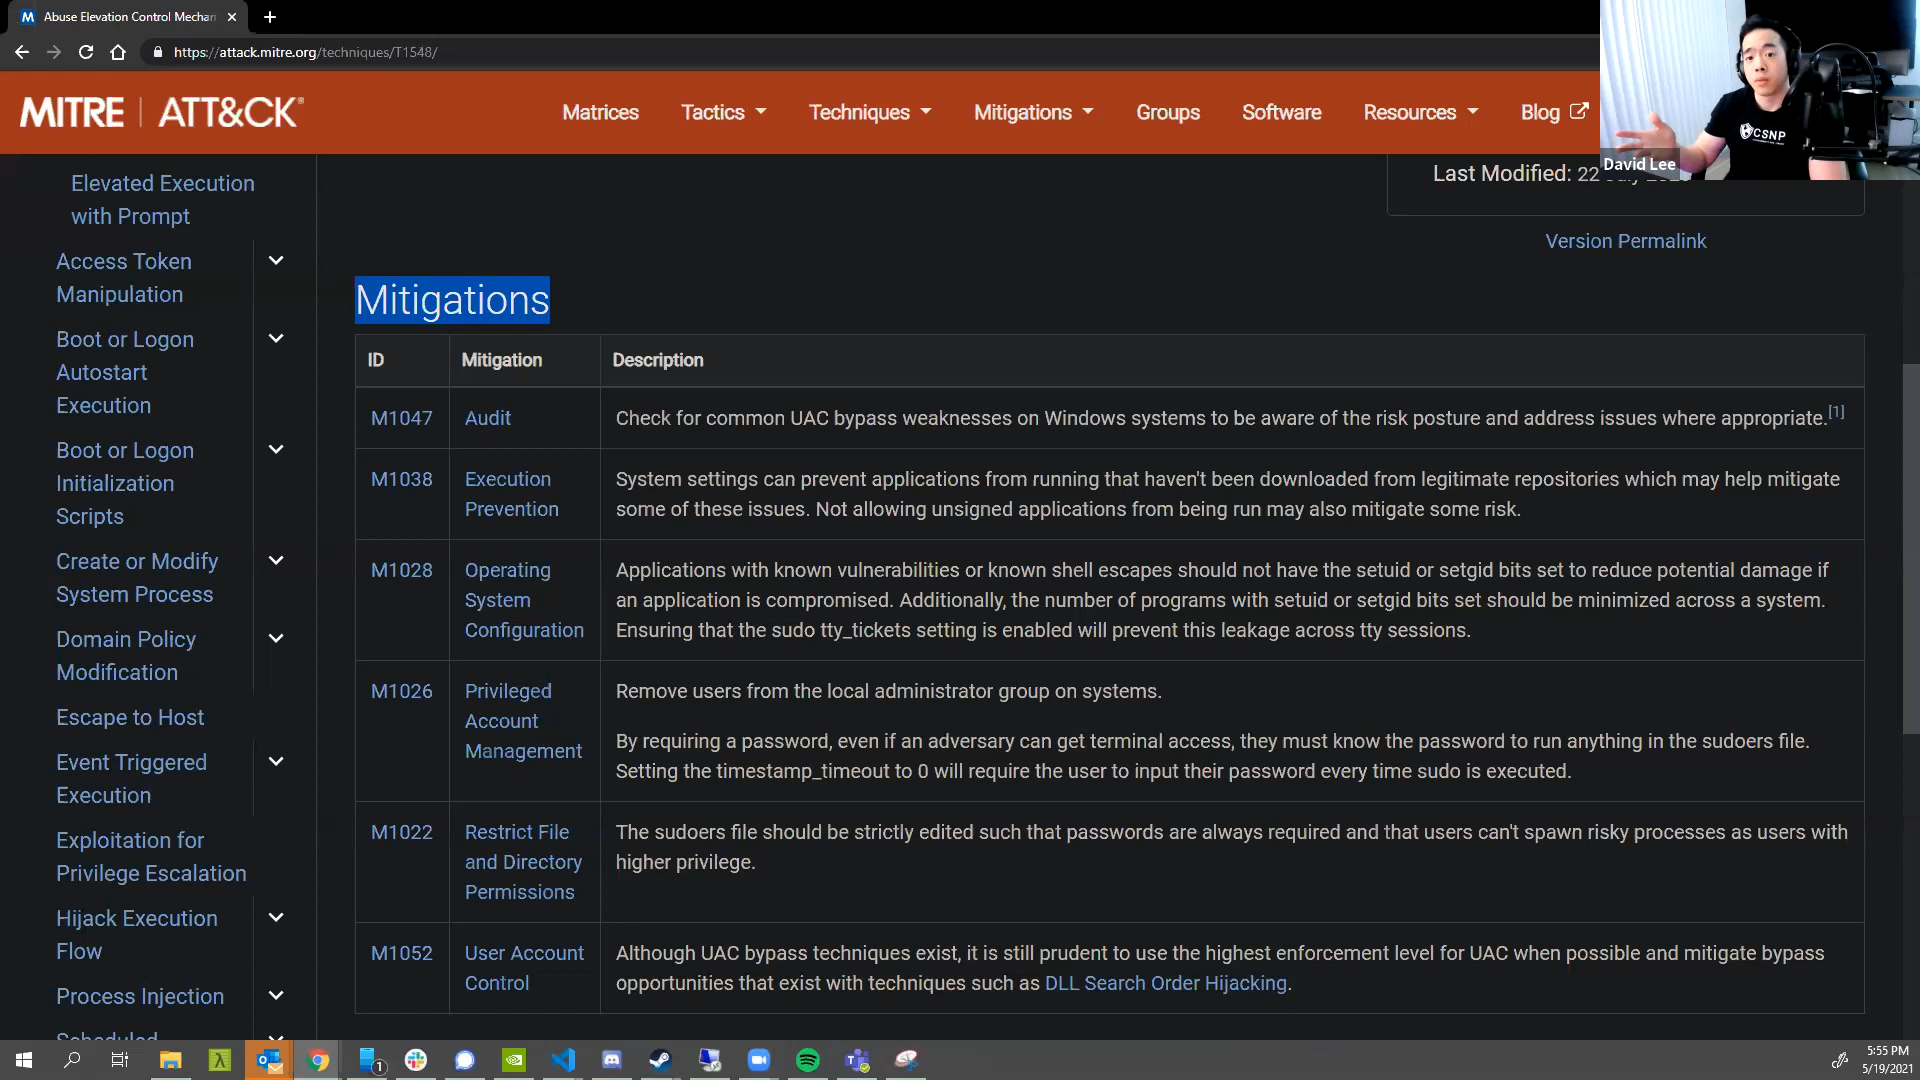 Abuse Elevation Control Mechan
https://attack.mitre.org/techniques/T1548/
MITRE | ATT&CK®
Matrices
Tactics
Techniques
Mitigations
Groups
Software
Resources
Blog
CSNP
David Lee
Elevated Execution
with Prompt
Access Token
Manipulation
Boot or Logon
Autostart
Execution
Boot or Logon
Initialization
Scripts
Create or Modify
System Process
Domain Policy
Modification
Escape to Host
Event Triggered
Execution
Exploitation for
Privilege Escalation
Hijack Execution
Flow
Process Injection
Scheduled
Last Modified: 22
Version Permalink
Mitigations
ID Mitigation Description
M1047 Audit Check for common UAC bypass weaknesses on Windows systems to be aware of the risk posture and address issues where appropriate.[1]
M1038 Execution System settings can prevent applications from running that haven't been downloaded from legitimate repositories which may help mitigate
Prevention some of these issues. Not allowing unsigned applications from being run may also mitigate some risk.
M1028 Operating Applications with known vulnerabilities or known shell escapes should not have the setuid or setgid bits set to reduce potential damage if
System an application is compromised. Additionally, the number of programs with setuid or setgid bits set should be minimized across a system.
Configuration Ensuring that the sudo tty_tickets setting is enabled will prevent this leakage across tty sessions.
M1026 Privileged Remove users from the local administrator group on systems.
Account
Management By requiring a password, even if an adversary can get terminal access, they must know the password to run anything in the sudoers file.
Setting the timestamp_timeout to 0 will require the user to input their password every time sudo is executed.
M1022 Restrict File The sudoers file should be strictly edited such that passwords are always required and that users can't spawn risky processes as users with
and Directory higher privilege.
Permissions
M1052 User Account Although UAC bypass techniques exist, it is still prudent to use the highest enforcement level for UAC when possible and mitigate bypass
Control opportunities that exist with techniques such as DLL Search Order Hijacking.
1
5:55 PM
5/19/2021